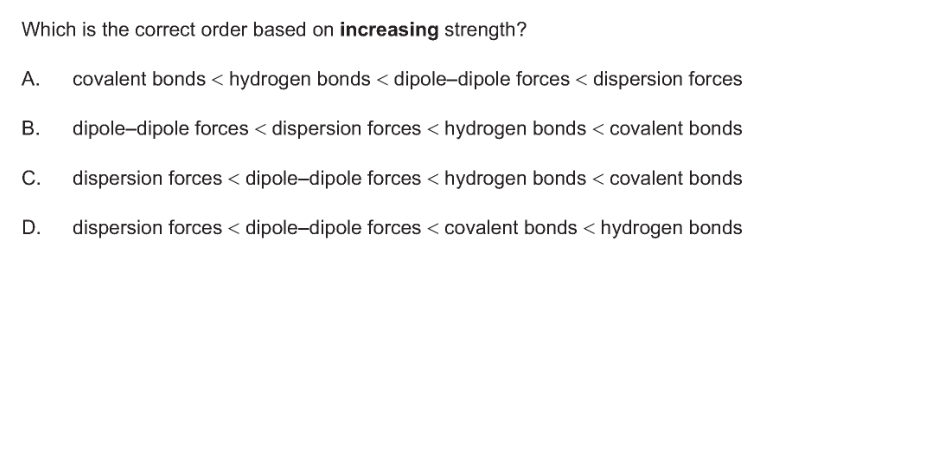 Which is the correct order based on increasing strength?
A. covalent bonds < hydrogen bonds < dipole–dipole forces < dispersion forces
B. dipole–dipole forces < dispersion forces < hydrogen bonds < covalent bonds
C. dispersion forces < dipole–dipole forces < hydrogen bonds < covalent bonds
D. dispersion forces < dipole–dipole forces < covalent bonds < hydrogen bonds